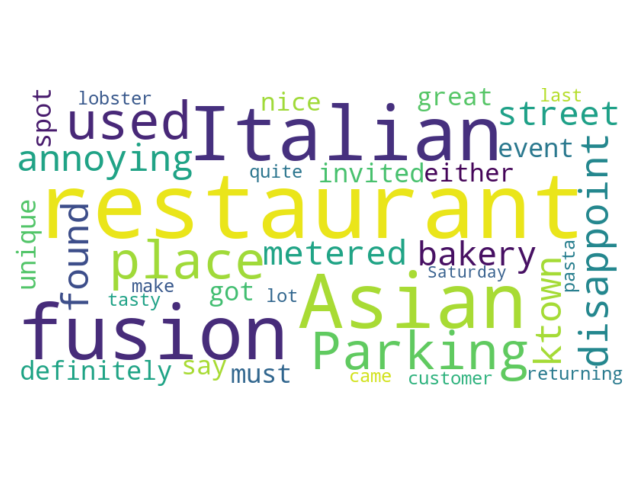 lobster
nice
great
last
spot
used
Italian
street
annoying
event
quite
invited
either
restaurant
unique
found
place
metered
bakery
disappoint
Saturday
pasta
make
tasty
got
lot
Asian
ktown
fusion
Parking
definitely
say
must
came
customer
returning